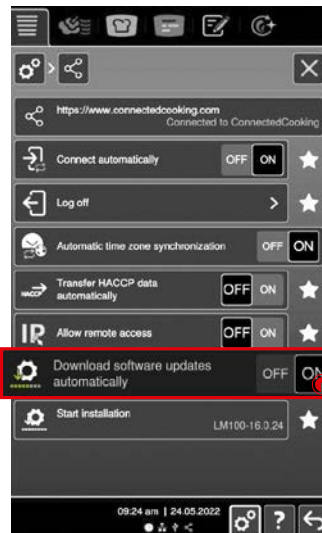 https://www.connectedcooking.com
Connected to ConnectedCooking
Connect automatically OFF ON
Log off
Automatic time zone synchronization OFF ON
HACCP Transfer HACCP data
automatically OFF ON
IR Allow remote access OFF ON
Download software updates
automatically OFF ON
Start installation
LM100-16.0.24
09:24 am | 24.05.2022
?